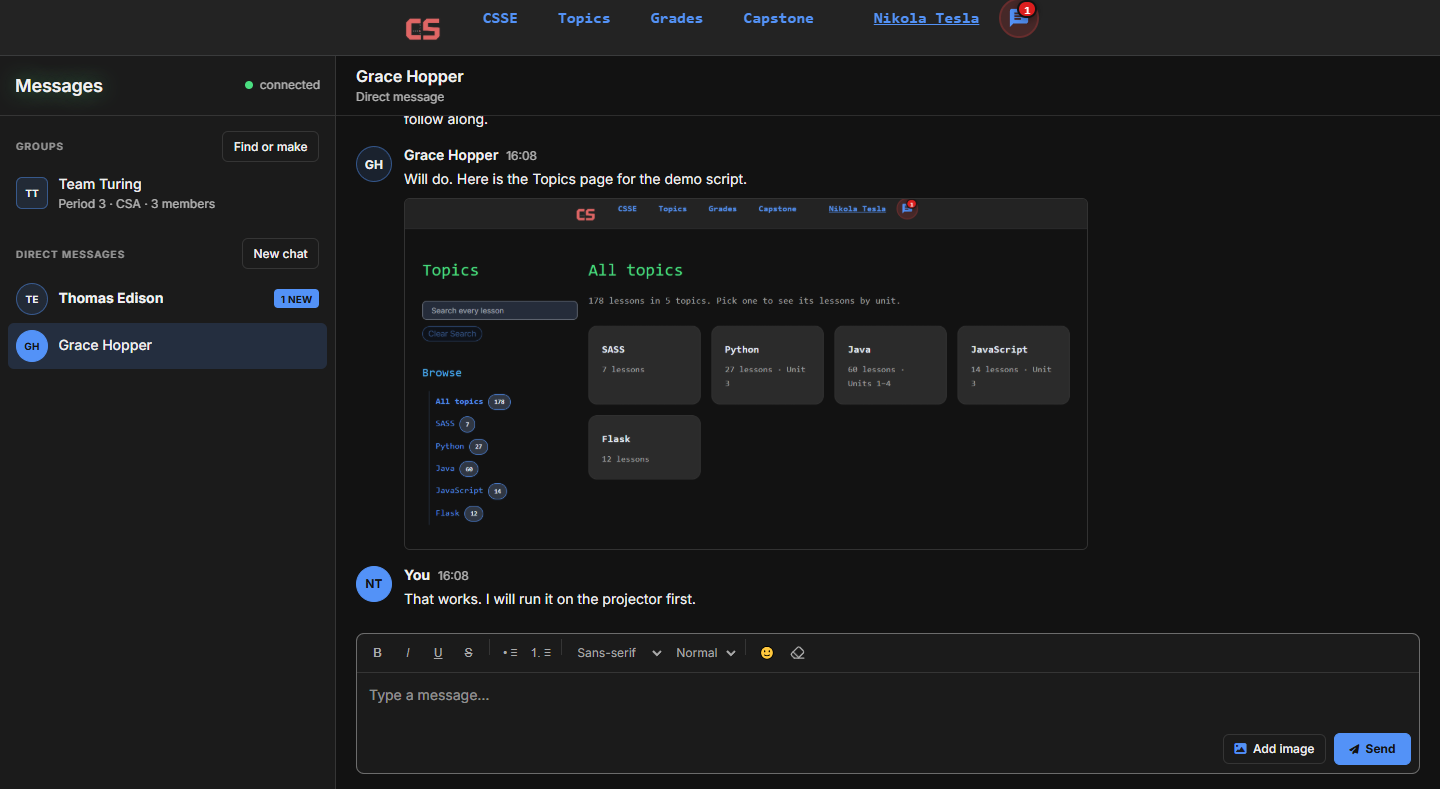 CS
CSSE
Topics
Grades
Capstone
Nikola Tesla
1
Messages
connected
GROUPS
Find or make
TT
Team Turing
Period 3 · CSA · 3 members
DIRECT MESSAGES
New chat
TE
Thomas Edison
1 NEW
GH
Grace Hopper
Grace Hopper
Direct message
follow along.
GH
Grace Hopper 16:08
Will do. Here is the Topics page for the demo script.
CS
CSSE
Topics
Grades
Capstone
Nikola Tesla
1
Topics
Search every lesson
Clear Search
Browse
All topics 178
SASS 7
Python 27
Java 60
JavaScript 14
Flask 12
All topics
178 lessons in 5 topics. Pick one to see its lessons by unit.
SASS
7 lessons
Python
27 lessons · Unit
3
Java
60 lessons ·
Units 1–4
JavaScript
14 lessons · Unit
3
Flask
12 lessons
NT
You 16:08
That works. I will run it on the projector first.
B I U S
1.
Sans-serif
Normal
Type a message...
Add image
Send